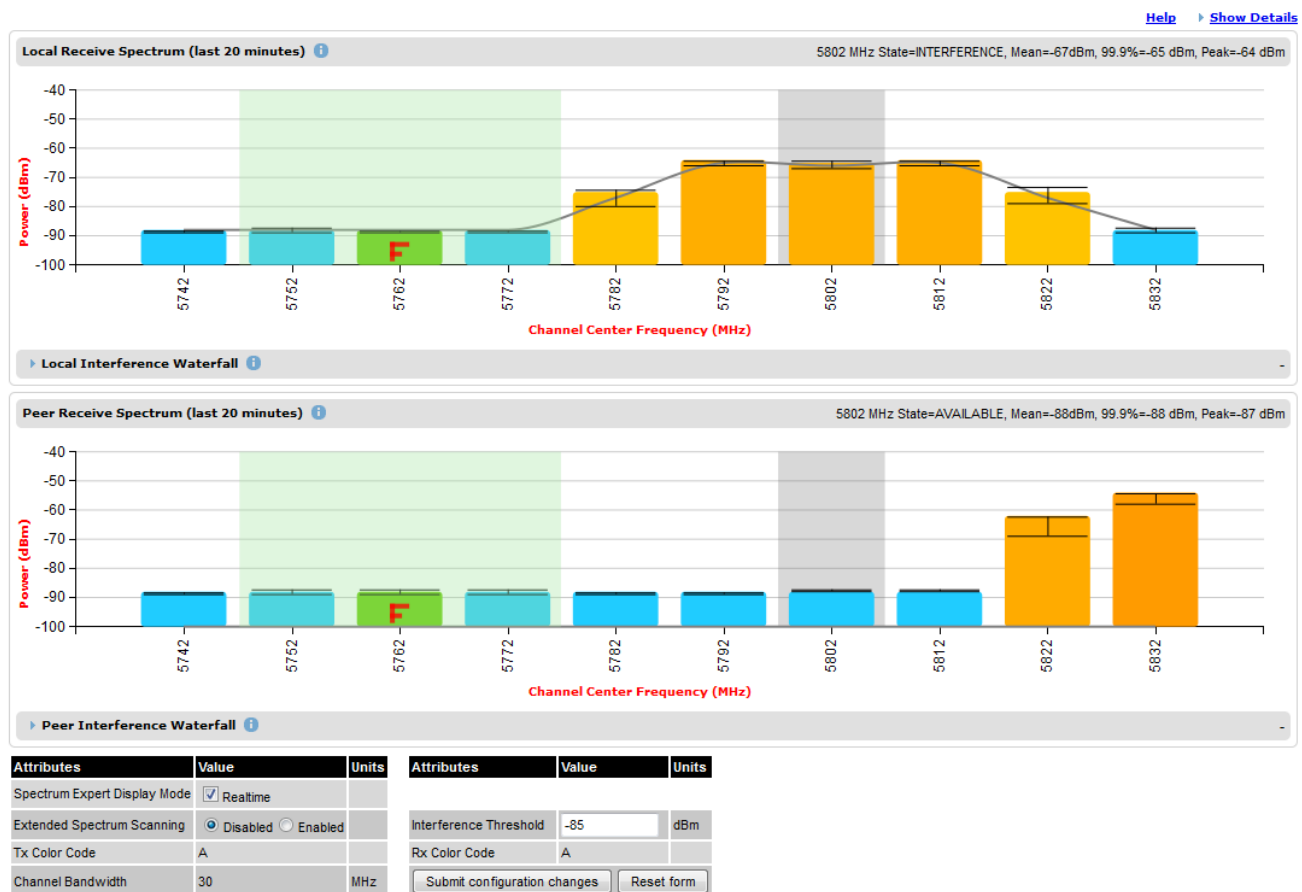 Help Show Details
Local Receive Spectrum (last 20 minutes) i 5802 MHz State=INTERFERENCE, Mean=-67dBm, 99.9%=-65 dBm, Peak=-64 dBm
-40
-50
-60
-70
-80
-90
-100
Power (dBm)
F
5742 5752 5762 5772 5782 5792 5802 5812 5822 5832
Channel Center Frequency (MHz)
Local Interference Waterfall i -
Peer Receive Spectrum (last 20 minutes) i 5802 MHz State=AVAILABLE, Mean=-88dBm, 99.9%=-88 dBm, Peak=-87 dBm
-40
-50
-60
-70
-80
-90
-100
Power (dBm)
F
5742 5752 5762 5772 5782 5792 5802 5812 5822 5832
Channel Center Frequency (MHz)
Peer Interference Waterfall i -
Attributes Value Units Attributes Value Units
Spectrum Expert Display Mode Realtime
Extended Spectrum Scanning Disabled Enabled Interference Threshold -85 dBm
Tx Color Code A Rx Color Code A
Channel Bandwidth 30 MHz Submit configuration changes Reset form